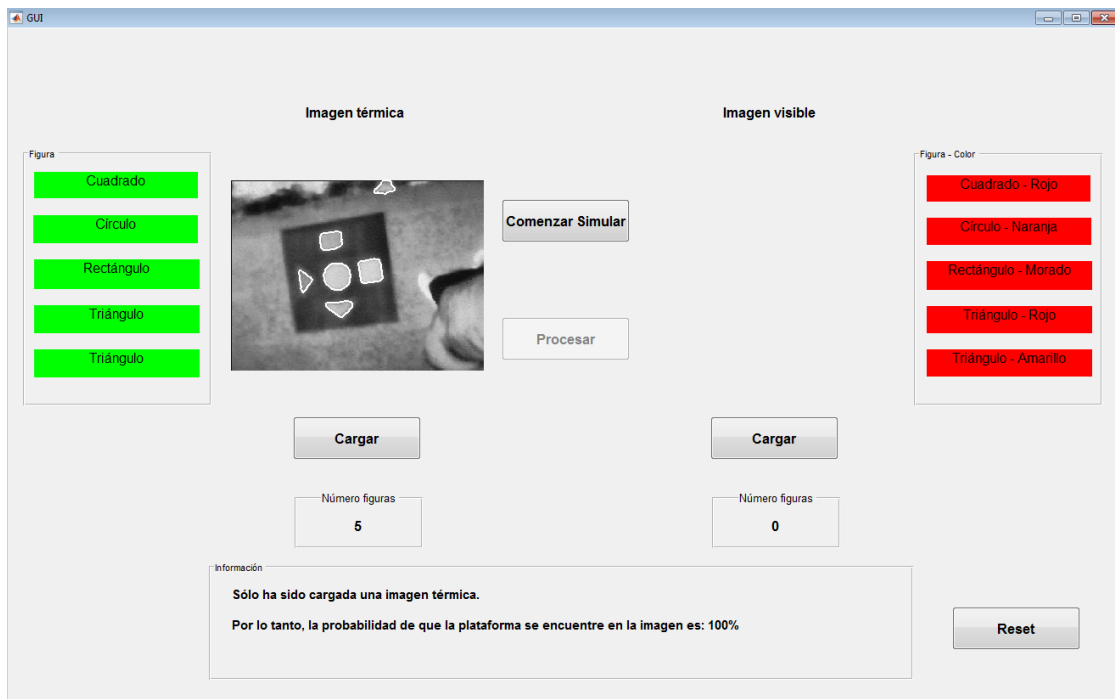 GUI
Imagen térmica
Imagen visible
Figura
Cuadrado
Círculo
Rectángulo
Triángulo
Triángulo
Comenzar Simular
Procesar
Figura - Color
Cuadrado - Rojo
Círculo - Naranja
Rectángulo - Morado
Triángulo - Rojo
Triángulo - Amarillo
Cargar
Cargar
Número figuras
5
Número figuras
0
Información
Sólo ha sido cargada una imagen térmica.
Por lo tanto, la probabilidad de que la plataforma se encuentre en la imagen es: 100%
Reset